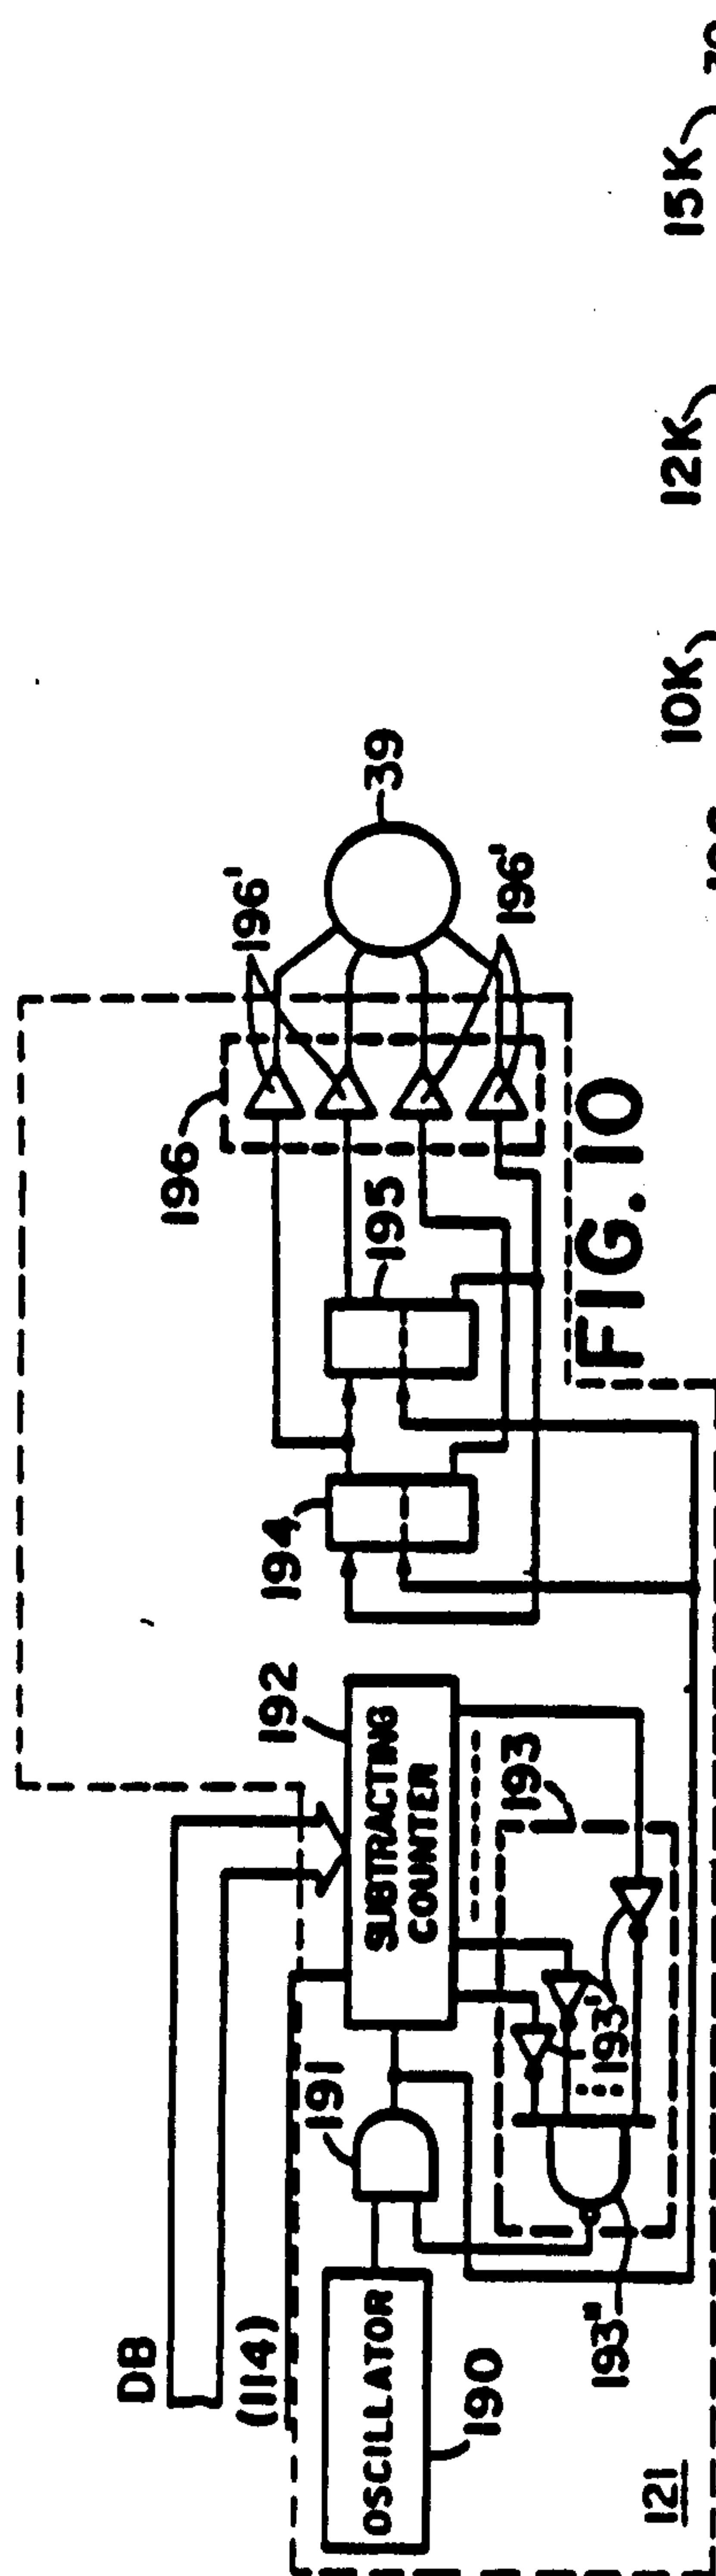 DB
(114)
OSCILLATOR
190
191
192
SUBTRACTING
COUNTER
193
193'
193"
194
195
196
196'
196'
39
121
FIG. 10
10K
12K
15K